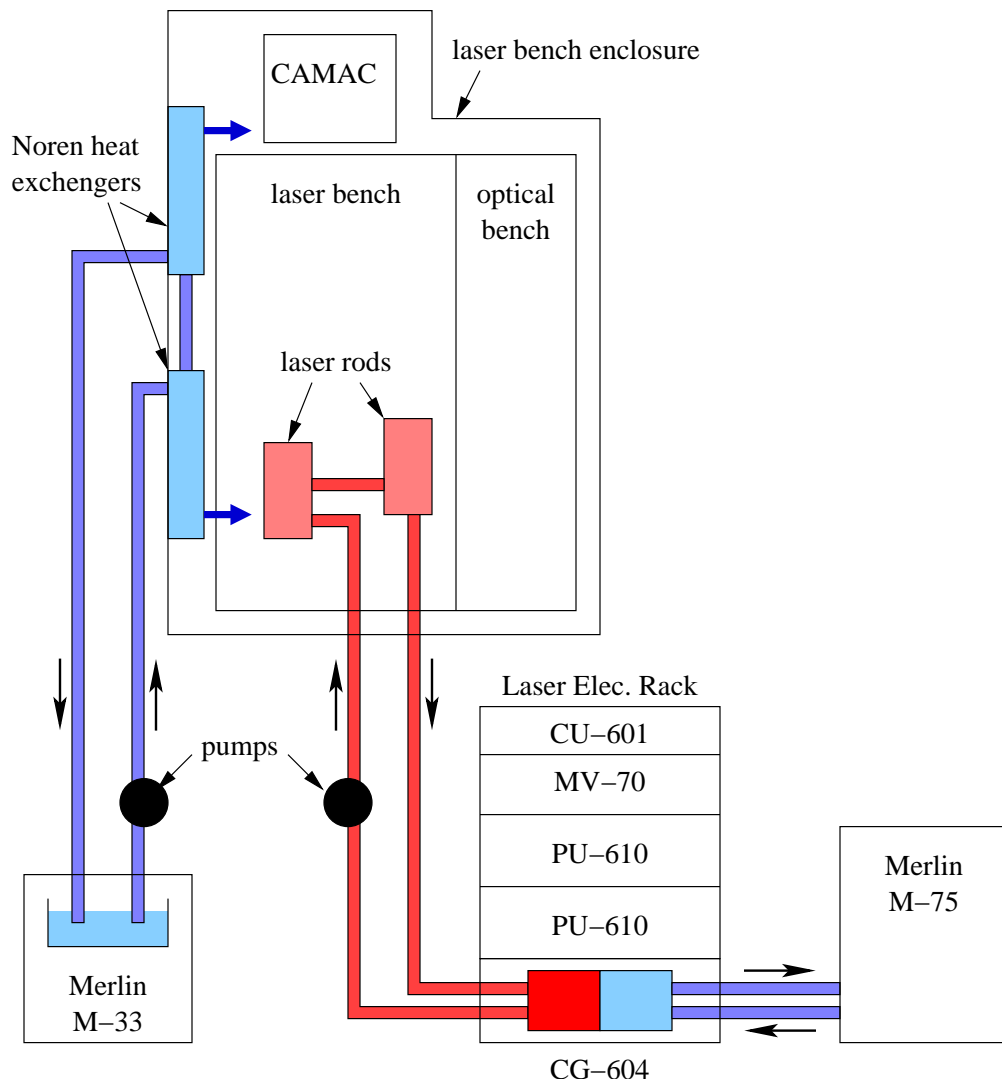 laser bench enclosure
CAMAC
Noren heat
exchengers
laser bench
optical
bench
laser rods
Laser Elec. Rack
CU−601
pumps
MV−70
PU−610
Merlin
M−75
PU−610
Merlin
M−33
CG−604